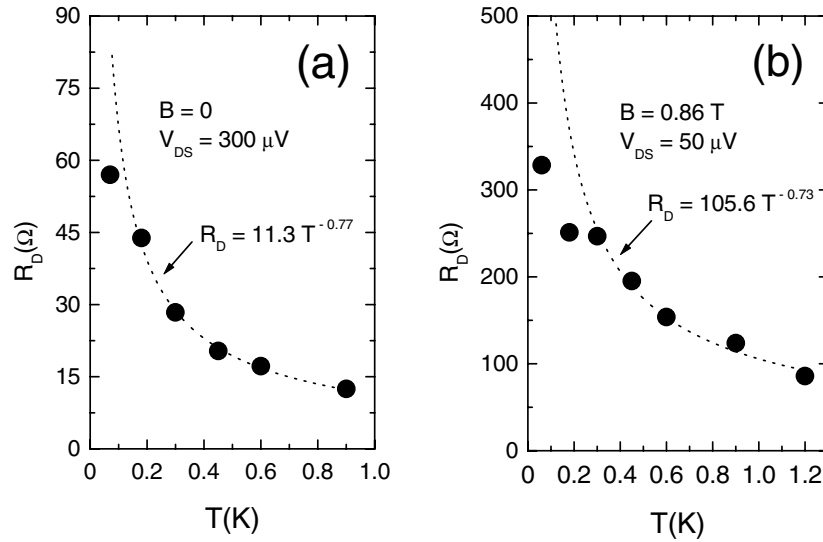 (a)
B = 0
V_DS = 300 µV
R_D = 11.3 T^-0.77
R_D(Ω)
90
75
60
45
30
15
0
0 0.2 0.4 0.6 0.8 1.0
T(K)
(b)
B = 0.86 T
V_DS = 50 µV
R_D = 105.6 T^-0.73
R_D(Ω)
500
400
300
200
100
0
0 0.2 0.4 0.6 0.8 1.0 1.2
T(K)